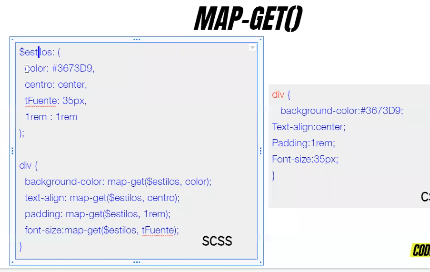 MAP-GET()
$estilos: (
color: #3673D9,
centro: center,
tFuente: 35px,
1rem : 1rem
);
div {
background-color: map-get($estilos, color);
text-align: map-get($estilos, centro);
padding: map-get($estilos, 1rem);
font-size:map-get($estilos, tFuente);
}
SCSS
div {
background-color:#3673D9;
Text-align:center;
Padding:1rem;
Font-size:35px;
}